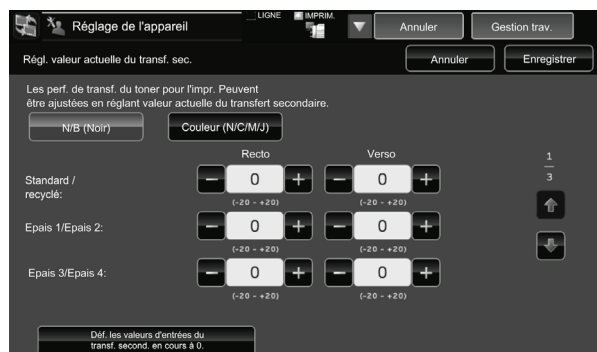 Réglage de l'appareil
LIGNE
IMPRIM.
Annuler
Gestion trav.
Régl. valeur actuelle du transf. sec.
Annuler
Enregistrer
Les perf. de transf. du toner pour l'impr. Peuvent
être ajustées en réglant valeur actuelle du transfert secondaire.
N/B (Noir)
Couleur (N/C/M/J)
Recto
Verso
1
3
Standard /
recyclé:
− 0 + − 0 +
(-20 - +20) (-20 - +20)
Epais 1/Epais 2:
− 0 + − 0 +
(-20 - +20) (-20 - +20)
Epais 3/Epais 4:
− 0 + − 0 +
(-20 - +20) (-20 - +20)
Déf. les valeurs d'entrées du
transf. second. en cours à 0.